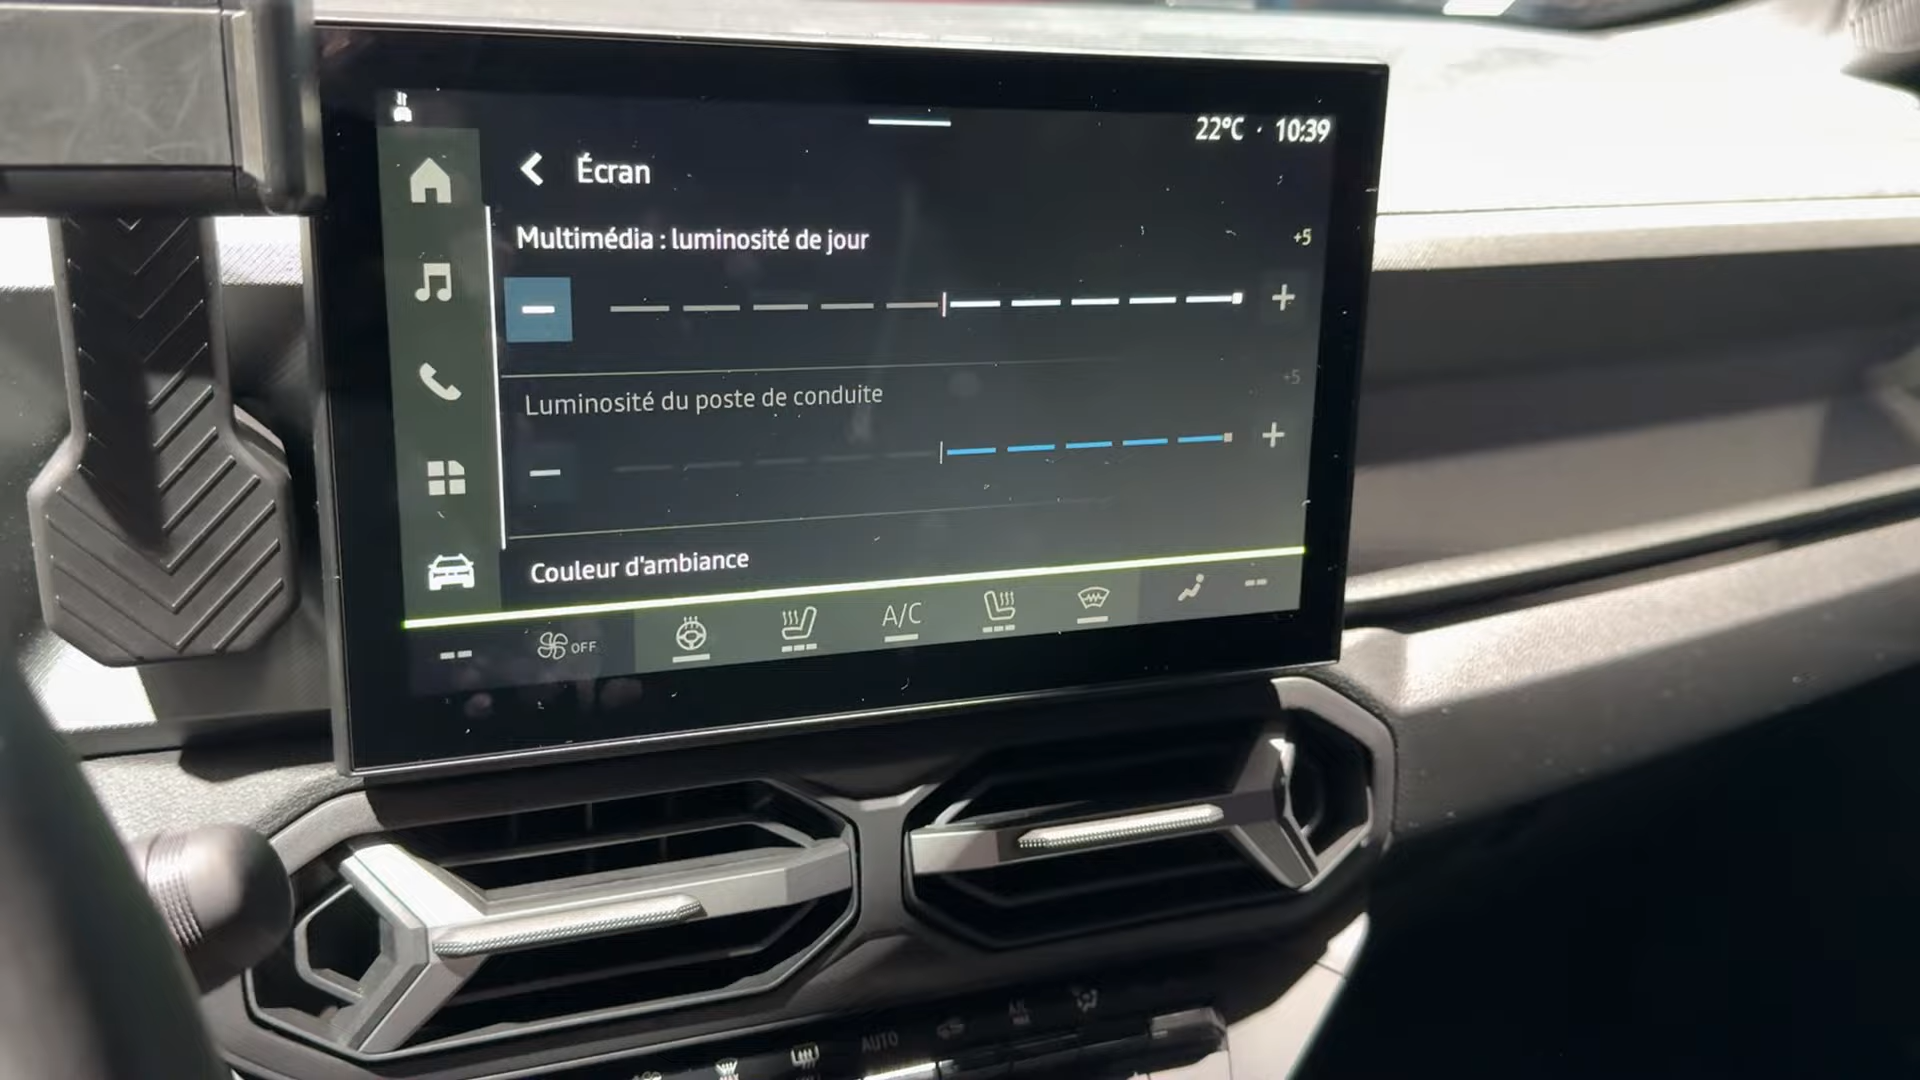 22°C · 10:39
Écran
Multimédia : luminosité de jour
+5
+5
Luminosité du poste de conduite
Couleur d'ambiance
OFF
A/C
AUTO